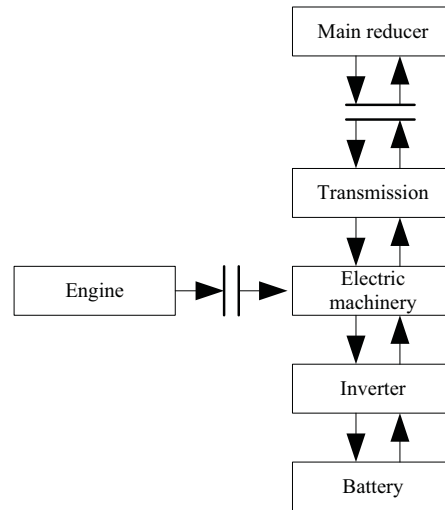 Main reducer
Transmission
Engine
Electric
machinery
Inverter
Battery